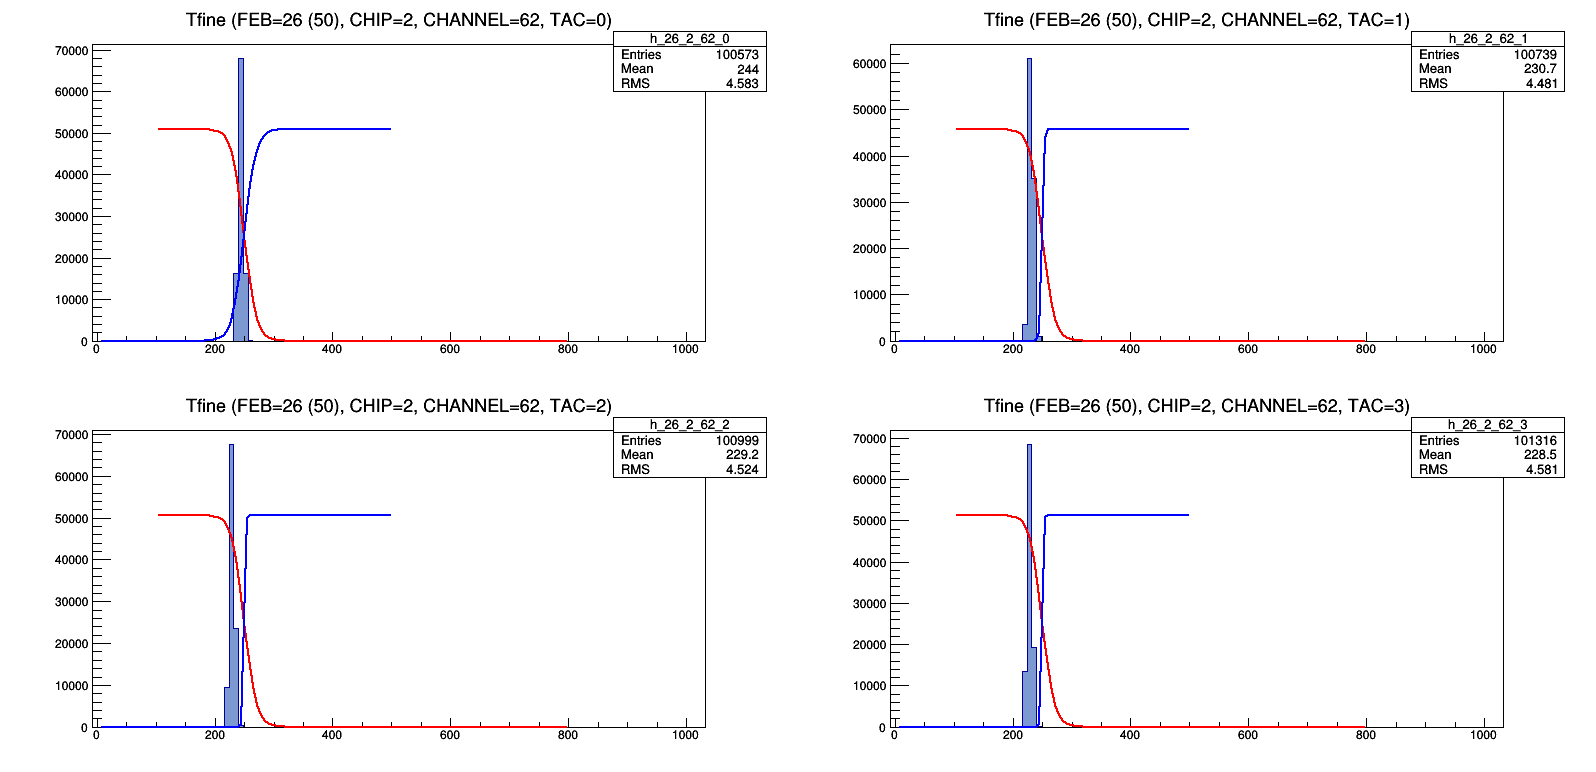 Tfine (FEB=26 (50), CHIP=2, CHANNEL=62, TAC=0)
h_26_2_62_0
Entries 100573
Mean 244
RMS 4.583
70000
60000
50000
40000
30000
20000
10000
0
0 200 400 600 800 1000
Tfine (FEB=26 (50), CHIP=2, CHANNEL=62, TAC=1)
h_26_2_62_1
Entries 100739
Mean 230.7
RMS 4.481
60000
50000
40000
30000
20000
10000
0
0 200 400 600 800 1000
Tfine (FEB=26 (50), CHIP=2, CHANNEL=62, TAC=2)
h_26_2_62_2
Entries 100999
Mean 229.2
RMS 4.524
70000
60000
50000
40000
30000
20000
10000
0
0 200 400 600 800 1000
Tfine (FEB=26 (50), CHIP=2, CHANNEL=62, TAC=3)
h_26_2_62_3
Entries 101316
Mean 228.5
RMS 4.581
70000
60000
50000
40000
30000
20000
10000
0
0 200 400 600 800 1000